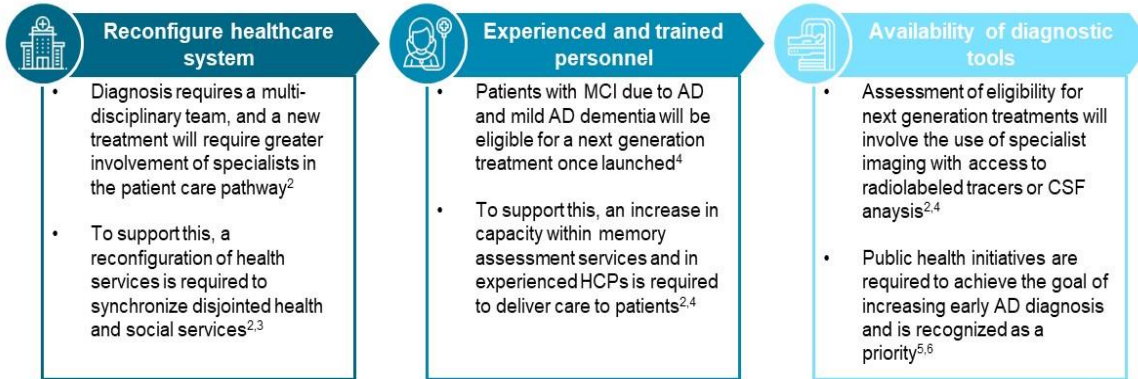 Reconfigure healthcare
system
• Diagnosis requires a multi-
disciplinary team, and a new
treatment will require greater
involvement of specialists in
the patient care pathway2
• To support this, a
reconfiguration of health
services is required to
synchronize disjointed health
and social services2,3
Experienced and trained
personnel
• Patients with MCI due to AD
and mild AD dementia will be
eligible for a next generation
treatment once launched4
• To support this, an increase in
capacity within memory
assessment services and in
experienced HCPs is required
to deliver care to patients2,4
Availability of diagnostic
tools
• Assessment of eligibility for
next generation treatments will
involve the use of specialist
imaging with access to
radiolabeled tracers or CSF
anaysis2,4
• Public health initiatives are
required to achieve the goal of
increasing early AD diagnosis
and is recognized as a
priority5,6